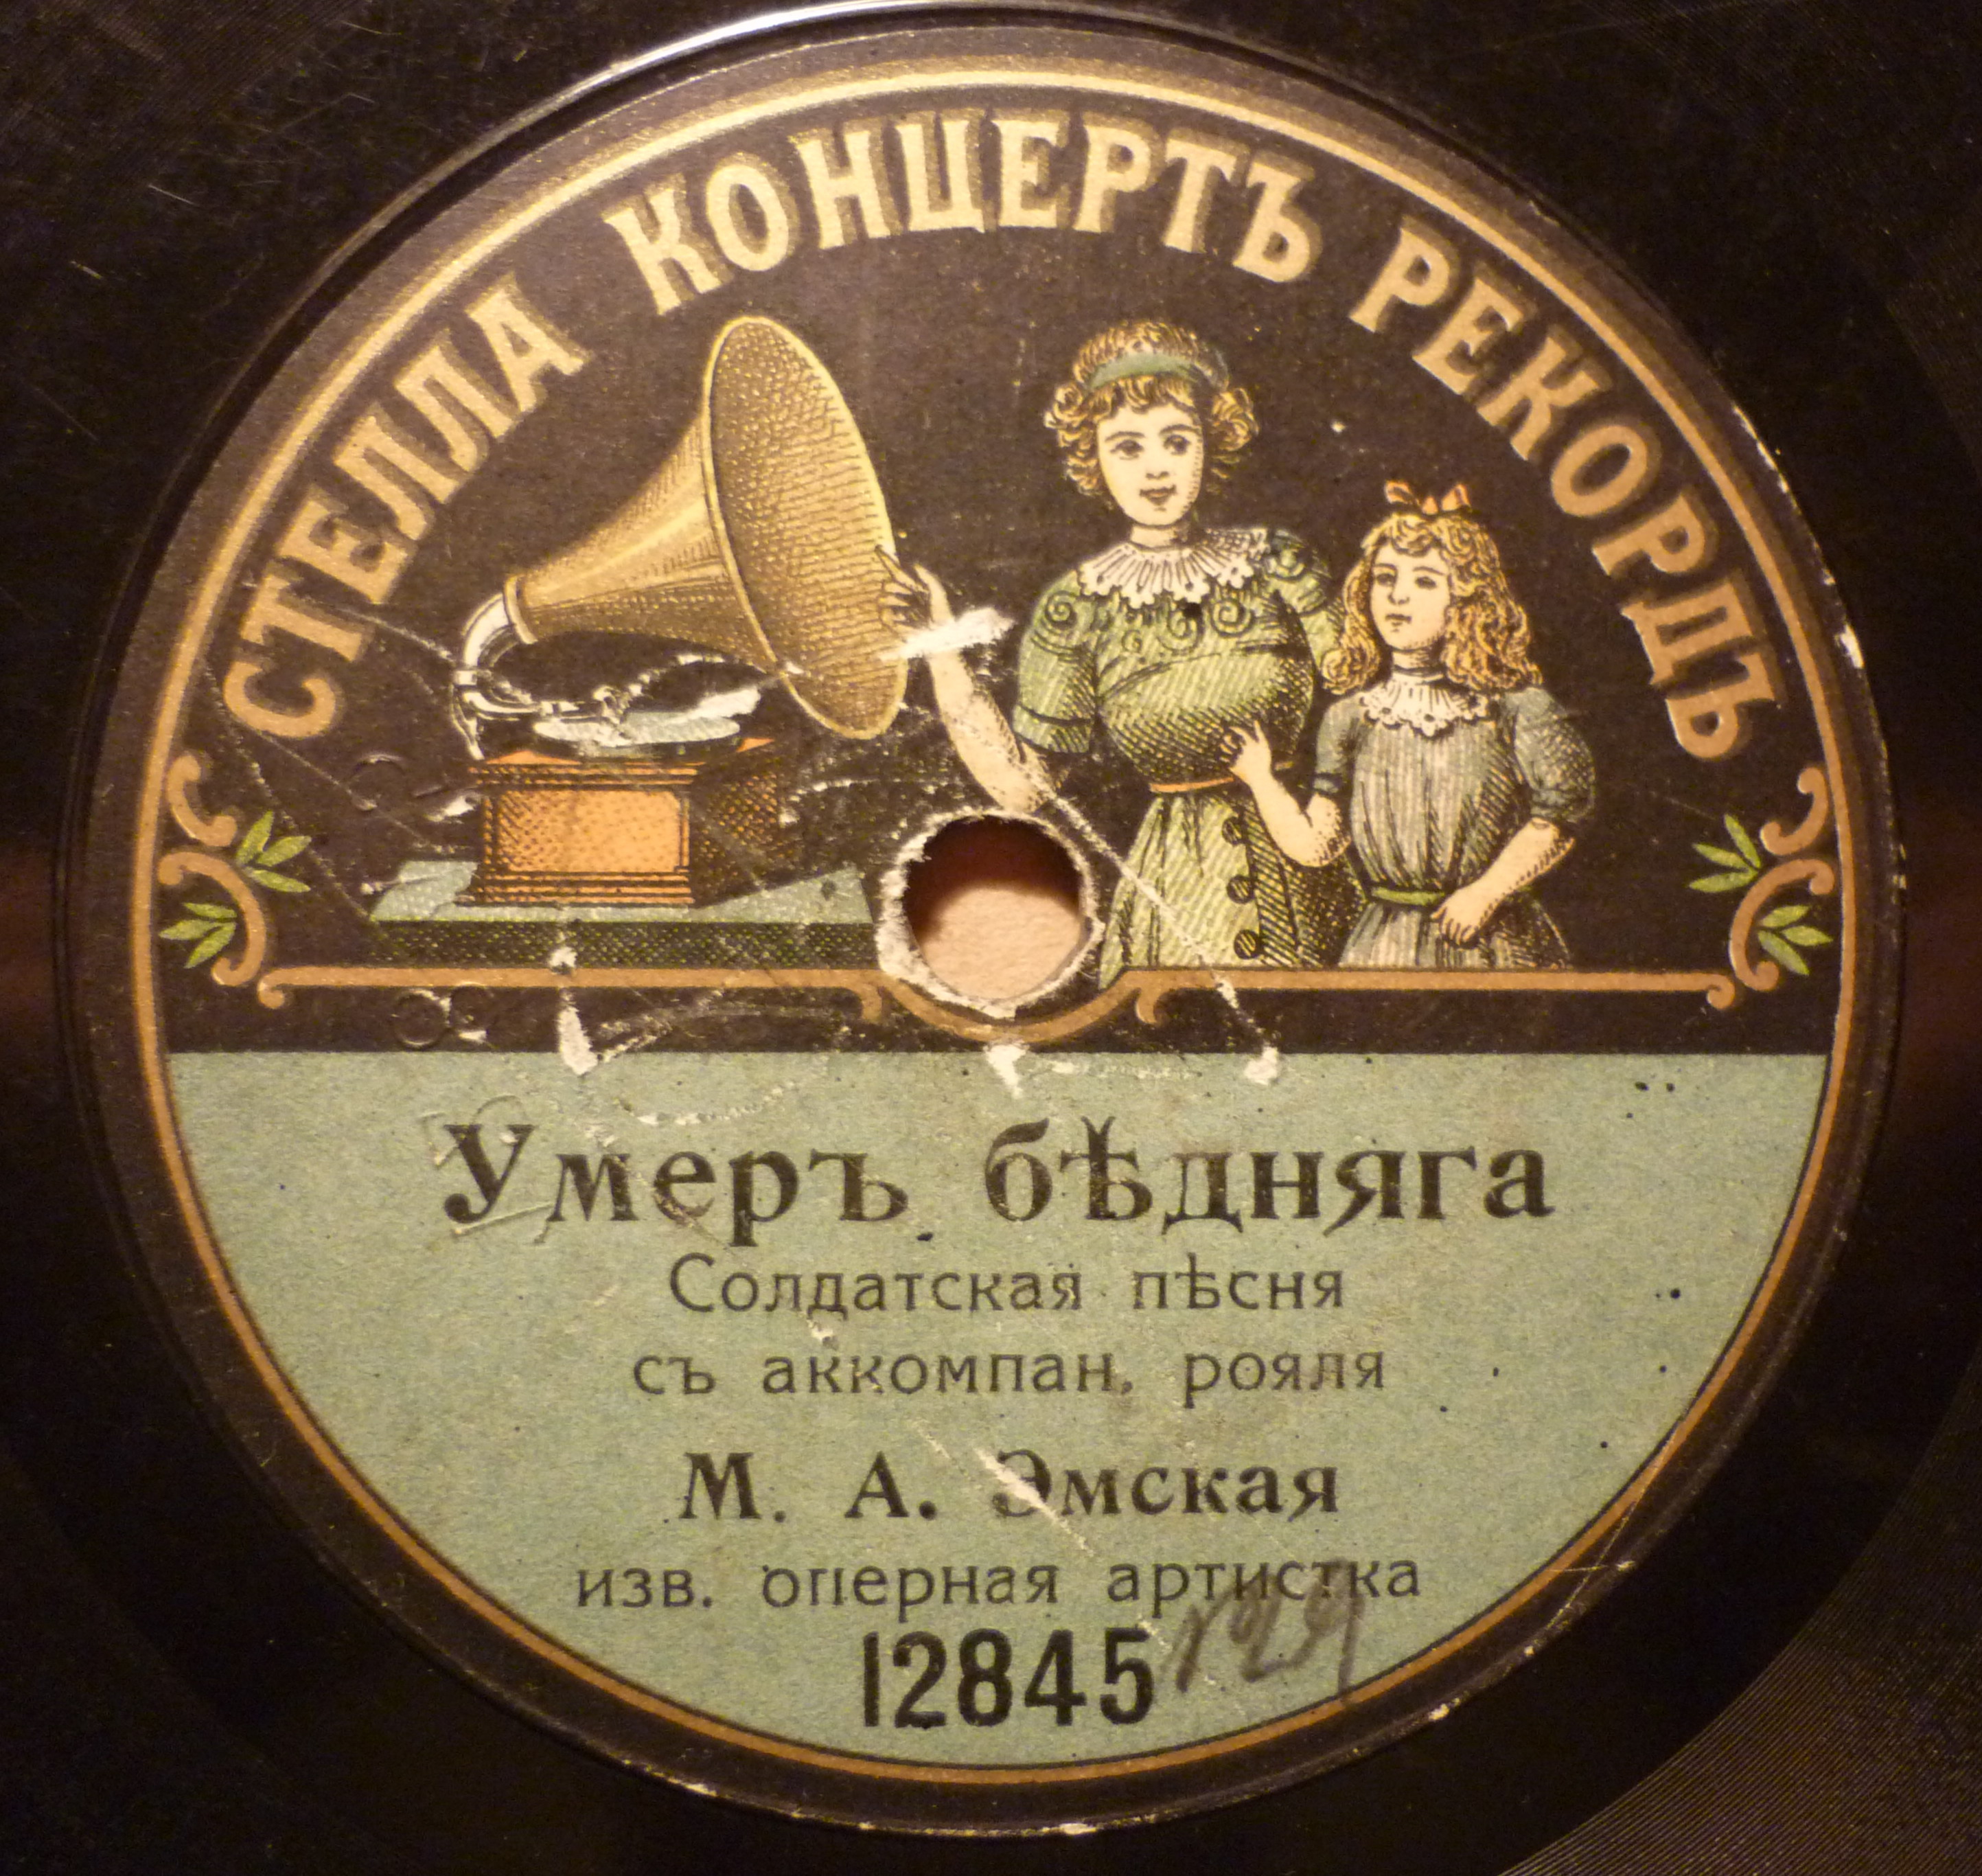 СТЕЛЛА КОНЦЕРТЪ РЕКОРДЪ
Умеръ бѣдняга
Солдатская пѣсня
съ аккомпан. рояля
М. А. Эмская
изв. оперная артистка
12845